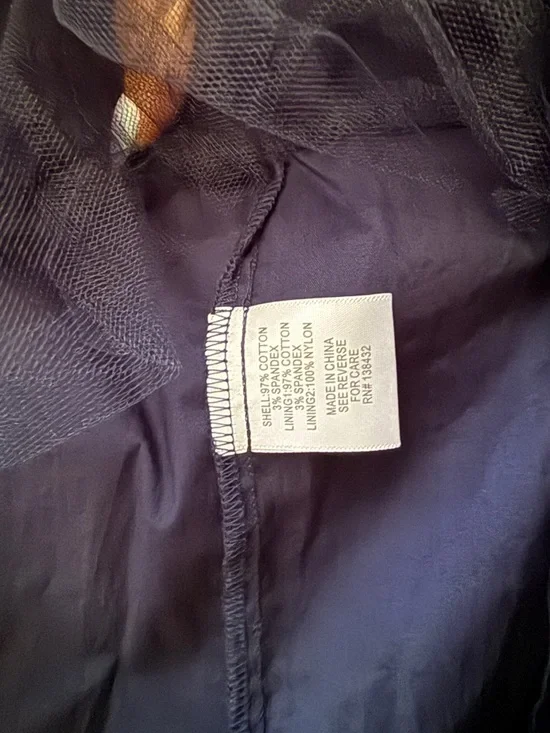 SHELL:97% COTTON
3% SPANDEX
LINING1:97% COTTON
3% SPANDEX
LINING2:100% NYLON
MADE IN CHINA
SEE REVERSE
FOR CARE
RN# 138432